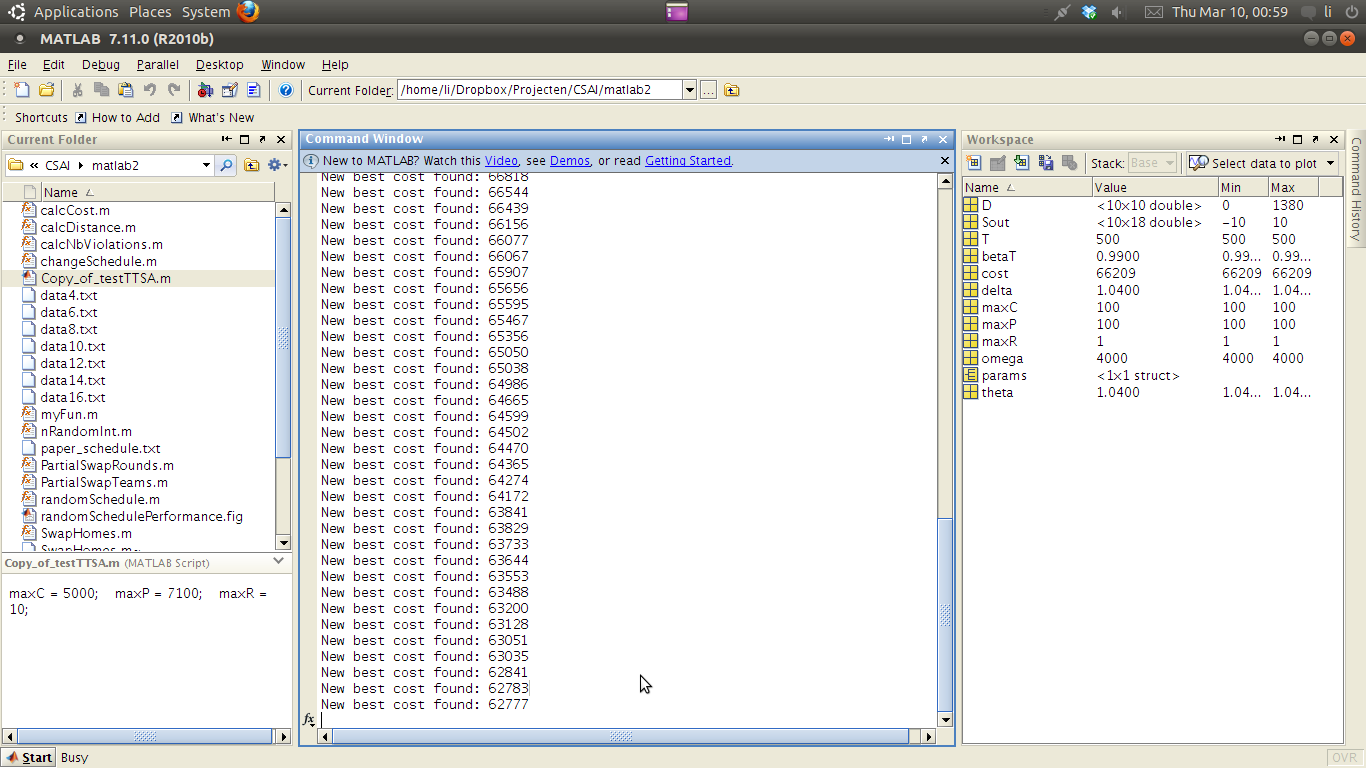 Applications Places System Thu Mar 10, 00:59 li
MATLAB 7.11.0 (R2010b)
File Edit Debug Parallel Desktop Window Help
Current Folder: /home/li/Dropbox/Projecten/CSAI/matlab2 ...
Shortcuts How to Add What's New
Current Folder
« CSAI matlab2
Name
calcCost.m
calcDistance.m
calcNbViolations.m
changeSchedule.m
Copy_of_testTTSA.m
data4.txt
data6.txt
data8.txt
data10.txt
data12.txt
data14.txt
data16.txt
myFun.m
nRandomInt.m
paper_schedule.txt
PartialSwapRounds.m
PartialSwapTeams.m
randomSchedule.m
randomSchedulePerformance.fig
SwapHomes.m
SwapHomes.m~
Copy_of_testTTSA.m (MATLAB Script)
maxC = 5000; maxP = 7100; maxR =
10;
Command Window
New to MATLAB? Watch this Video, see Demos, or read Getting Started.
New best cost found: 66818
New best cost found: 66544
New best cost found: 66439
New best cost found: 66156
New best cost found: 66077
New best cost found: 66067
New best cost found: 65907
New best cost found: 65656
New best cost found: 65595
New best cost found: 65467
New best cost found: 65356
New best cost found: 65050
New best cost found: 65038
New best cost found: 64986
New best cost found: 64665
New best cost found: 64599
New best cost found: 64502
New best cost found: 64470
New best cost found: 64365
New best cost found: 64274
New best cost found: 64172
New best cost found: 63841
New best cost found: 63829
New best cost found: 63733
New best cost found: 63644
New best cost found: 63553
New best cost found: 63488
New best cost found: 63200
New best cost found: 63128
New best cost found: 63051
New best cost found: 63035
New best cost found: 62841
New best cost found: 62783
New best cost found: 62777
fx
Workspace
Stack: Base Select data to plot
Name Value Min Max
D <10x10 double> 0 1380
Sout <10x18 double> -10 10
T 500 500 500
betaT 0.9900 0.99... 0.99...
cost 66209 66209 66209
delta 1.0400 1.04... 1.04...
maxC 100 100 100
maxP 100 100 100
maxR 1 1 1
omega 4000 4000 4000
params <1x1 struct>
theta 1.0400 1.04... 1.04...
Command History
Start Busy
OVR